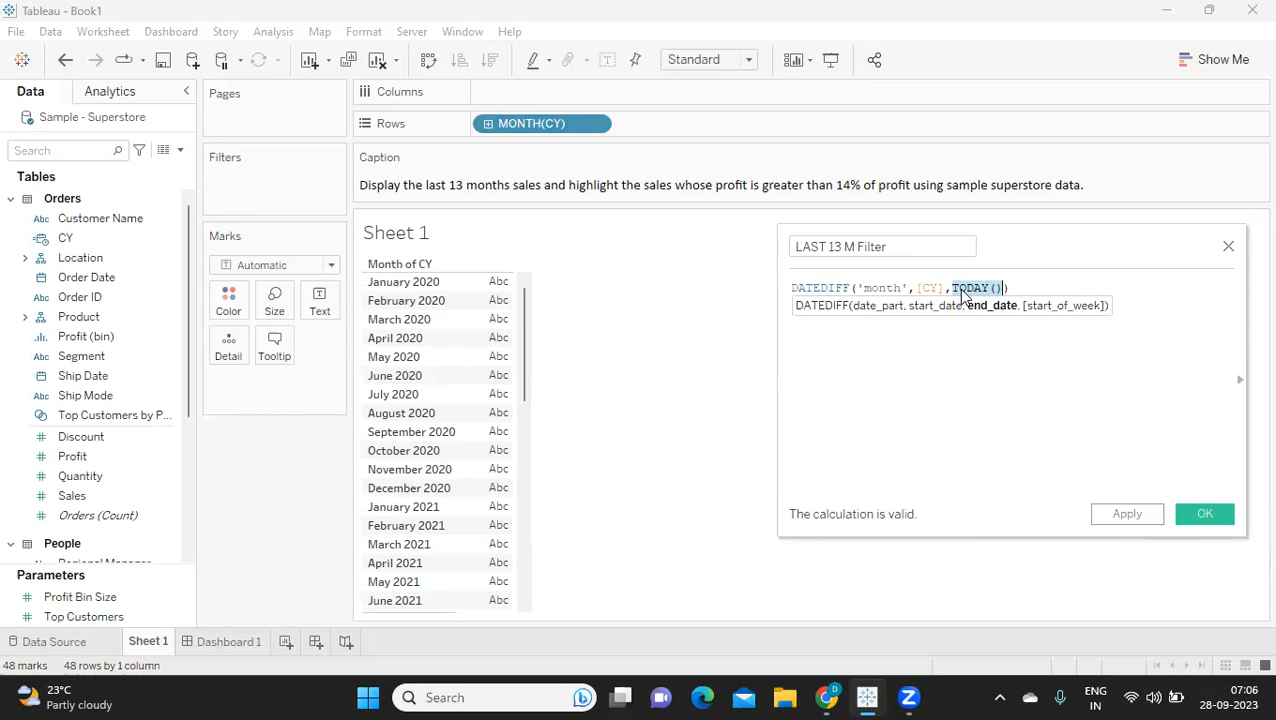 Tableau - Book1
File Data Worksheet Dashboard Story Analysis Map Format Server Window Help
Standard
Show Me
Data Analytics
Pages
Columns
Sample - Superstore
Rows MONTH(CY)
Search
Filters
Caption
Tables
Display the last 13 months sales and highlight the sales whose profit is greater than 14% of profit using sample superstore data.
Orders
Abc Customer Name
CY
Location
Order Date
Abc Order ID
Product
Profit (bin)
Abc Segment
Ship Date
Abc Ship Mode
Top Customers by P...
Discount
Profit
Quantity
Sales
Orders (Count)
People
Parameters
Profit Bin Size
Top Customers
Marks
Automatic
Color Size Text
Detail Tooltip
Sheet 1
Month of CY
January 2020 Abc
February 2020 Abc
March 2020 Abc
April 2020 Abc
May 2020 Abc
June 2020 Abc
July 2020 Abc
August 2020 Abc
September 2020 Abc
October 2020 Abc
November 2020 Abc
December 2020 Abc
January 2021 Abc
February 2021 Abc
March 2021 Abc
April 2021 Abc
May 2021 Abc
June 2021 Abc
LAST 13 M Filter
DATEDIFF('month',[CY],TODAY())
DATEDIFF(date_part, start_date, end_date, [start_of_week])
The calculation is valid.
Apply OK
Data Source Sheet 1 Dashboard 1
48 marks 48 rows by 1 column
23°C
Partly cloudy
Search
ENG
IN
07:06
28-09-2023